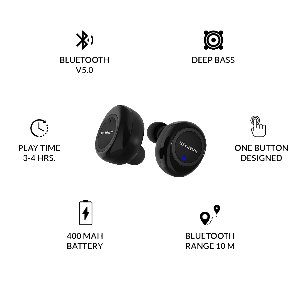 BLUETOOTH
V5.0
DEEP BASS
PLAY TIME
3-4 HRS.
ONE BUTTON
DESIGNED
400 MAH
BATTERY
BLUETOOTH
RANGE 10 M